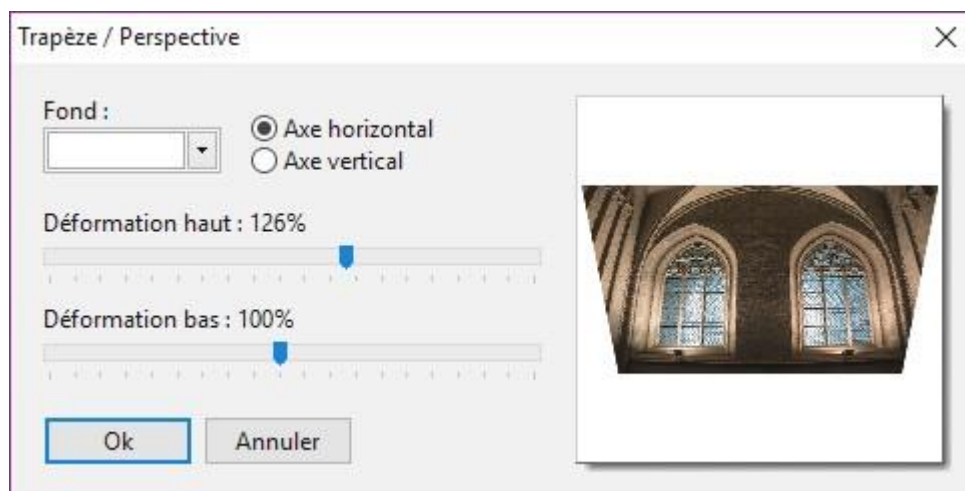 Trapèze / Perspective
Fond :
Axe horizontal
Axe vertical
Déformation haut : 126%
Déformation bas : 100%
Ok
Annuler